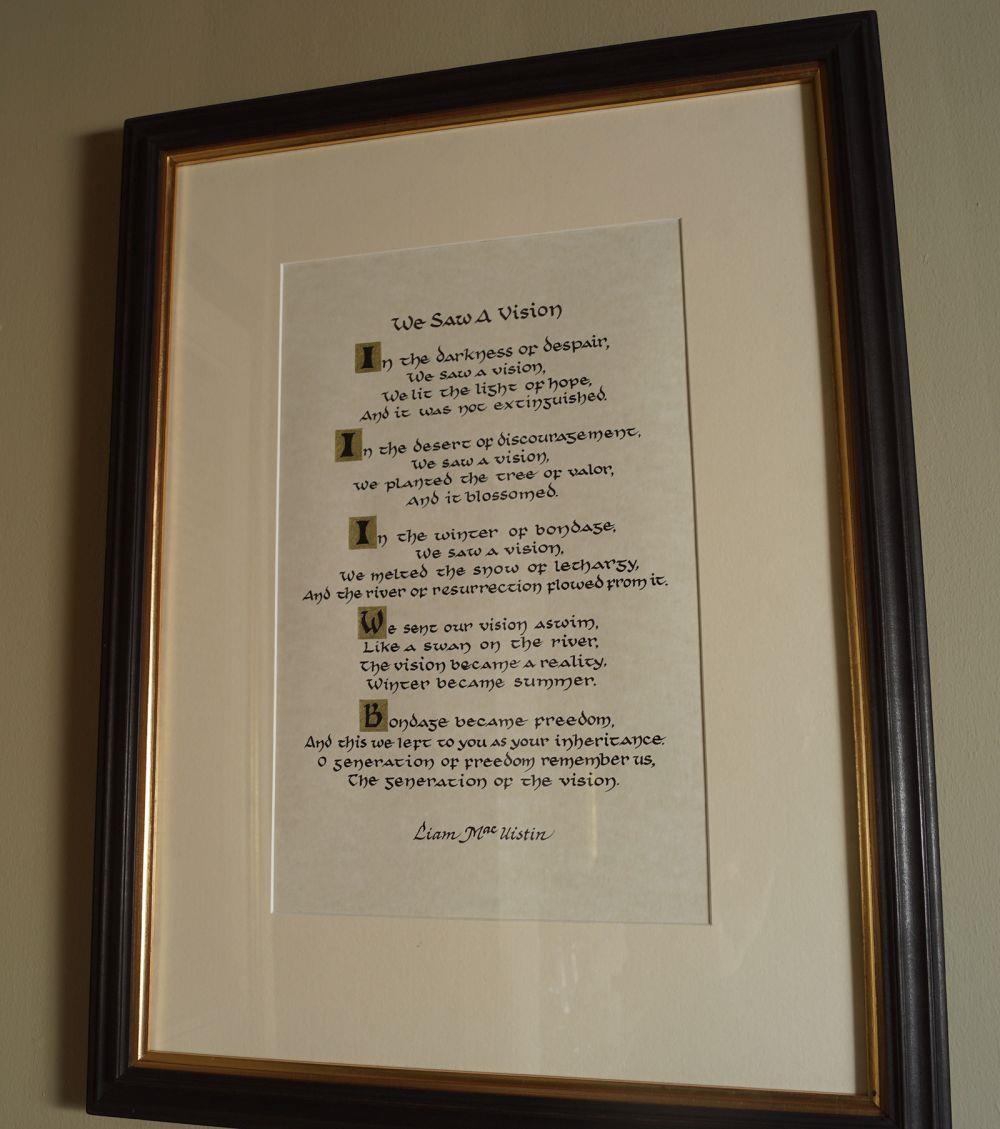 We Saw A Vision
In the darkness of despair,
We saw a vision,
We lit the light of hope,
And it was not extinguished.
In the desert of discouragement,
We saw a vision,
We planted the tree of valor,
And it blossomed.
In the winter of bondage,
We saw a vision,
We melted the snow of lethargy,
And the river of resurrection flowed from it.
We sent our vision aswim,
Like a swan on the river,
The vision became a reality,
Winter became summer.
Bondage became freedom,
And this we left to you as your inheritance.
O generation of freedom remember us,
The generation of the vision.
Liam Mac Uistin